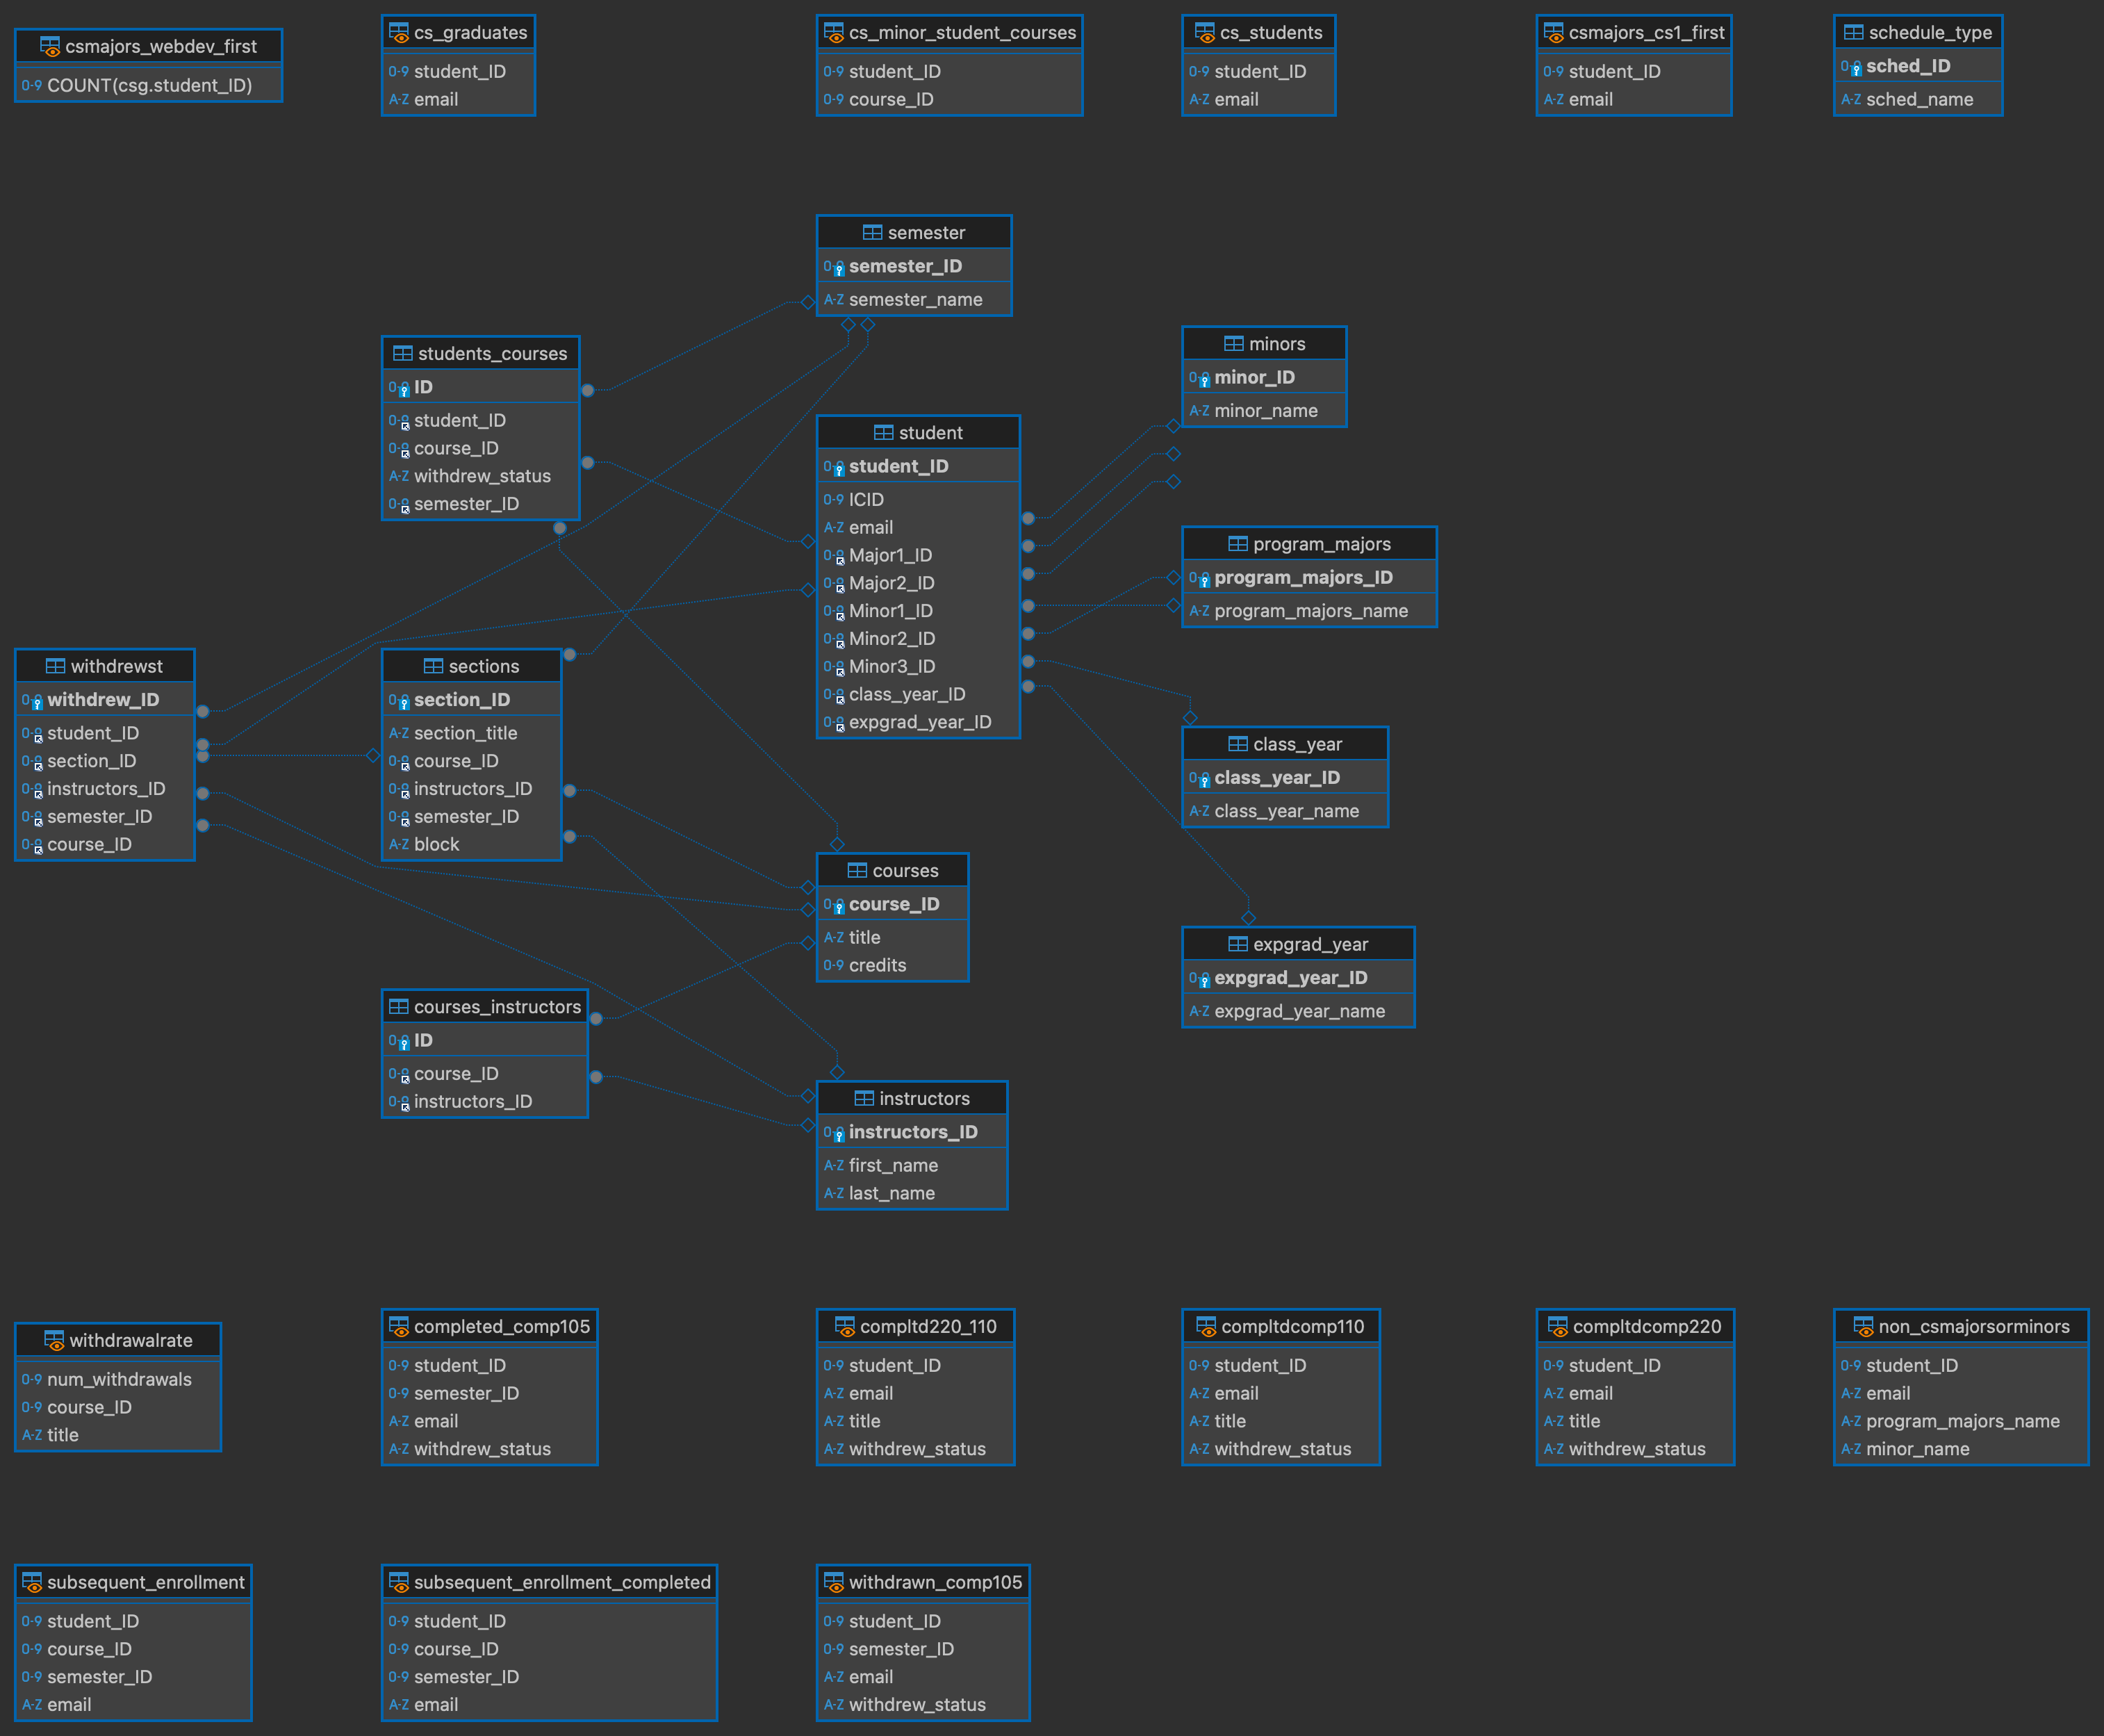 csmajors_webdev_first
0-9 COUNT(csg.student_ID)
cs_graduates
0-9 student_ID
A-Z email
cs_minor_student_courses
0-9 student_ID
0-9 course_ID
cs_students
0-9 student_ID
A-Z email
csmajors_cs1_first
0-9 student_ID
A-Z email
schedule_type
0-9 sched_ID
A-Z sched_name
semester
0-9 semester_ID
A-Z semester_name
students_courses
0-9 ID
0-9 student_ID
0-9 course_ID
A-Z withdrew_status
0-9 semester_ID
minors
0-9 minor_ID
A-Z minor_name
student
0-9 student_ID
0-9 ICID
A-Z email
0-9 Major1_ID
0-9 Major2_ID
0-9 Minor1_ID
0-9 Minor2_ID
0-9 Minor3_ID
0-9 class_year_ID
0-9 expgrad_year_ID
program_majors
0-9 program_majors_ID
A-Z program_majors_name
withdrewst
0-9 withdrew_ID
0-9 student_ID
0-9 section_ID
0-9 instructors_ID
0-9 semester_ID
0-9 course_ID
sections
0-9 section_ID
A-Z section_title
0-9 course_ID
0-9 instructors_ID
0-9 semester_ID
A-Z block
class_year
0-9 class_year_ID
A-Z class_year_name
courses
0-9 course_ID
A-Z title
0-9 credits
expgrad_year
0-9 expgrad_year_ID
A-Z expgrad_year_name
courses_instructors
0-9 ID
0-9 course_ID
0-9 instructors_ID
instructors
0-9 instructors_ID
A-Z first_name
A-Z last_name
withdrawalrate
0-9 num_withdrawals
0-9 course_ID
A-Z title
completed_comp105
0-9 student_ID
0-9 semester_ID
A-Z email
A-Z withdrew_status
compltd220_110
0-9 student_ID
A-Z email
A-Z title
A-Z withdrew_status
compltdcomp110
0-9 student_ID
A-Z email
A-Z title
A-Z withdrew_status
compltdcomp220
0-9 student_ID
A-Z email
A-Z title
A-Z withdrew_status
non_csmajorsorminors
0-9 student_ID
A-Z email
A-Z program_majors_name
A-Z minor_name
subsequent_enrollment
0-9 student_ID
0-9 course_ID
0-9 semester_ID
A-Z email
subsequent_enrollment_completed
0-9 student_ID
0-9 course_ID
0-9 semester_ID
A-Z email
withdrawn_comp105
0-9 student_ID
0-9 semester_ID
A-Z email
A-Z withdrew_status